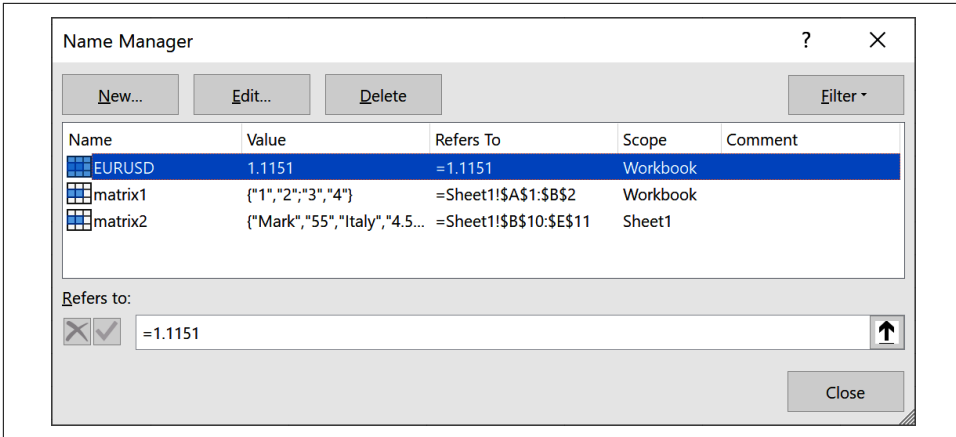 Name Manager ?
New... Edit... Delete Filter
Name Value Refers To Scope Comment
EURUSD 1.1151 =1.1151 Workbook
matrix1 {"1","2";"3","4"} =Sheet1!$A$1:$B$2 Workbook
matrix2 {"Mark","55","Italy","4.5... =Sheet1!$B$10:$E$11 Sheet1
Refers to:
=1.1151
Close